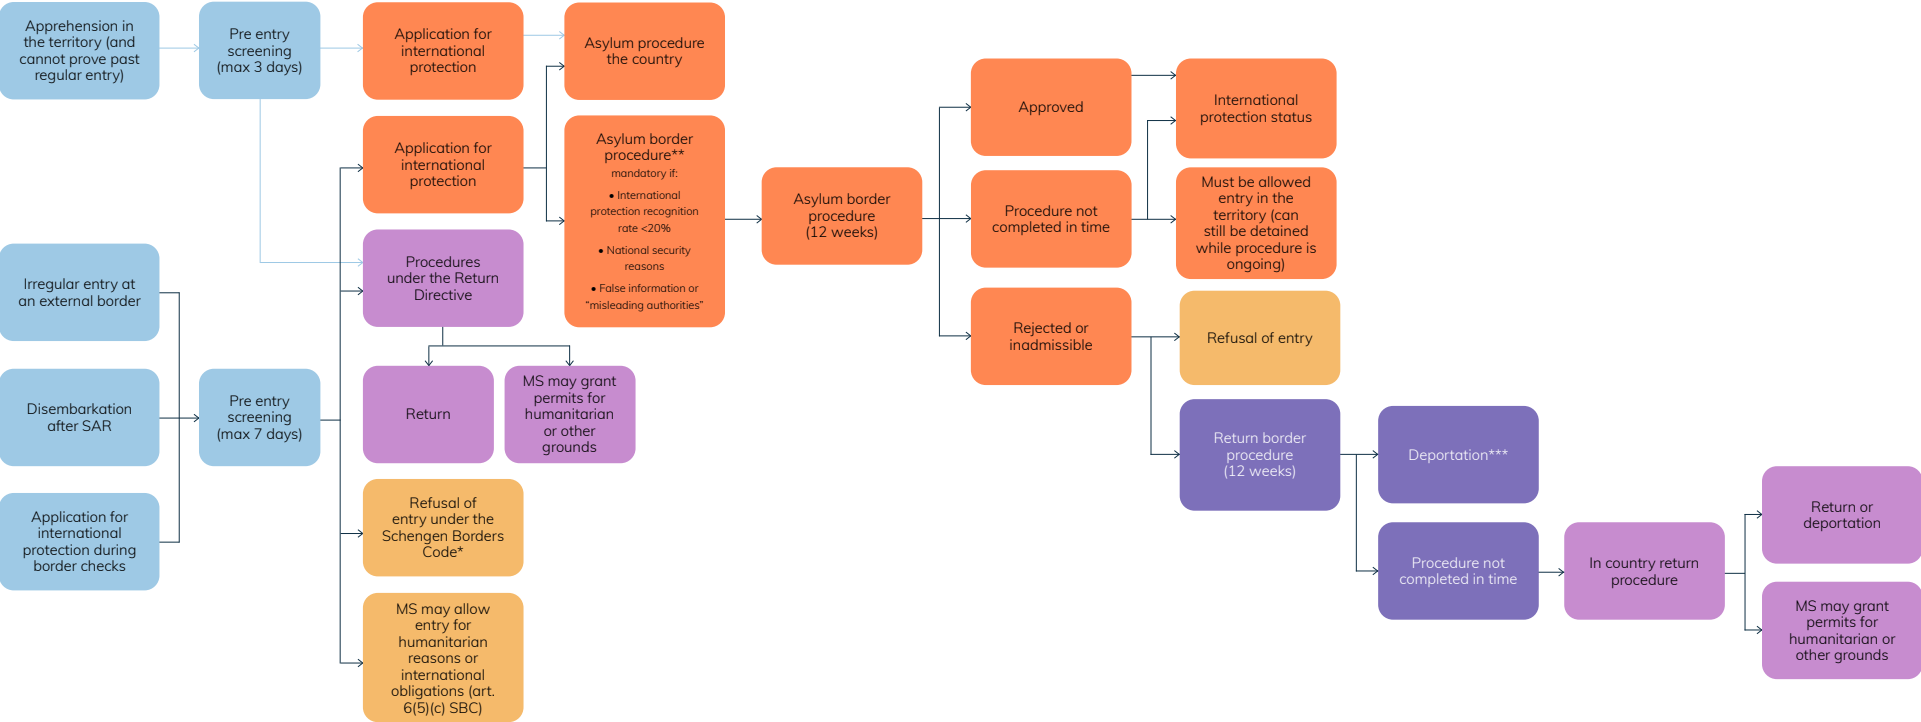 Apprehension in
the territory (and
cannot prove past
regular entry)
Pre entry
screening
(max 3 days)
Application for
international
protection
Asylum procedure
the country
Application for
international
protection
Asylum border
procedure**
mandatory if:
• International
protection recognition
rate <20%
• National security
reasons
• False information or
“misleading authorities”
Procedures
under the Return
Directive
Return
MS may grant
permits for
humanitarian
or other
grounds
Irregular entry at
an external border
Disembarkation
after SAR
Application for
international
protection during
border checks
Pre entry
screening
(max 7 days)
Refusal of
entry under the
Schengen Borders
Code*
MS may allow
entry for
humanitarian
reasons or
international
obligations (art.
6(5)(c) SBC)
Asylum border
procedure
(12 weeks)
Approved
International
protection status
Procedure not
completed in time
Must be allowed
entry in the
territory (can
still be detained
while procedure is
ongoing)
Rejected or
inadmissible
Refusal of entry
Return border
procedure
(12 weeks)
Deportation***
Procedure not
completed in time
In country return
procedure
Return or
deportation
MS may grant
permits for
humanitarian or
other grounds